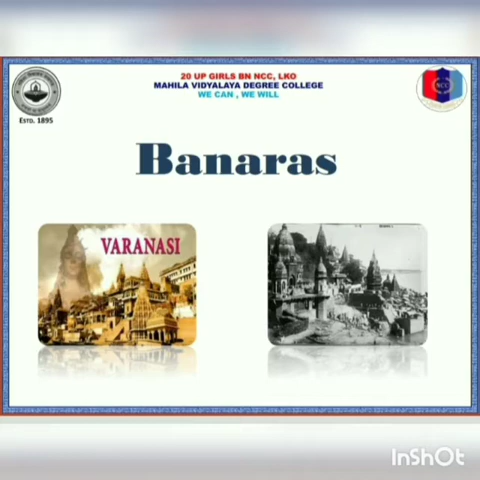 20 UP GIRLS BN NCC, LKO
MAHILA VIDYALAYA DEGREE COLLEGE
WE CAN , WE WILL
NCC
ESTD. 1895
Banaras
VARANASI
InShOt